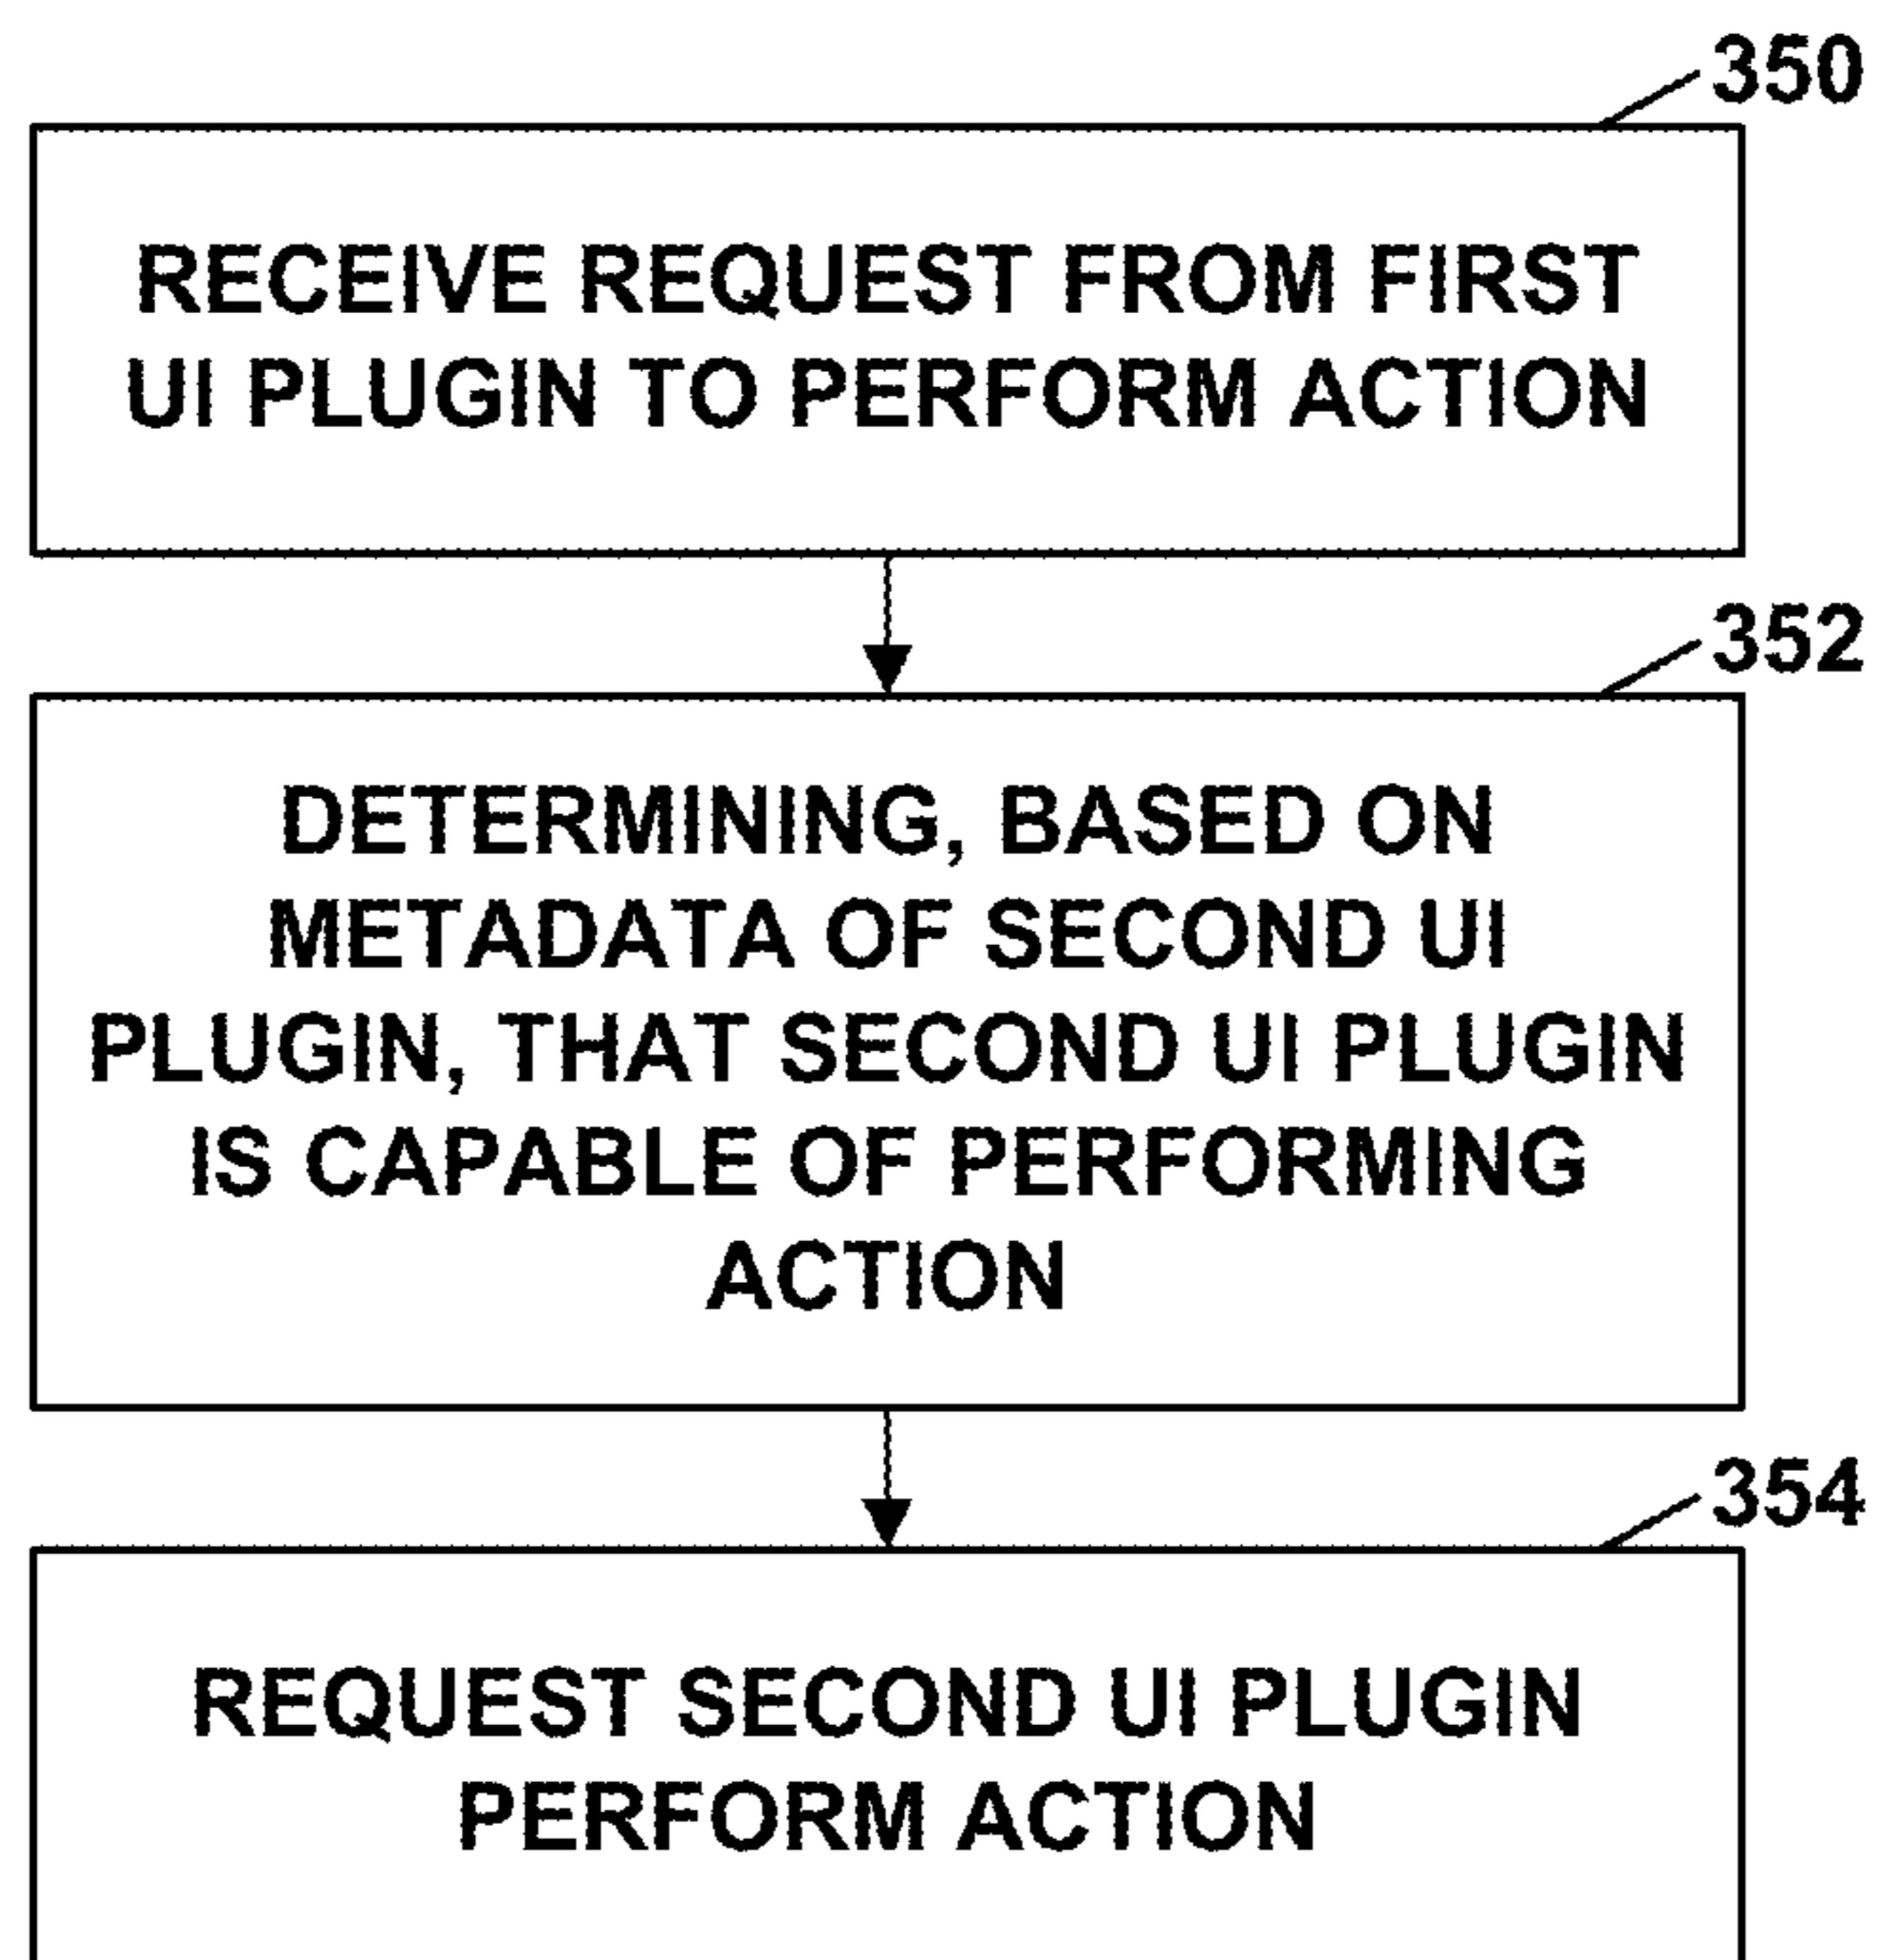 350
RECEIVE REQUEST FROM FIRST
UI PLUGIN TO PERFORM ACTION
352
DETERMINING, BASED ON
METADATA OF SECOND UI
PLUGIN, THAT SECOND UI PLUGIN
IS CAPABLE OF PERFORMING
ACTION
354
REQUEST SECOND UI PLUGIN
PERFORM ACTION